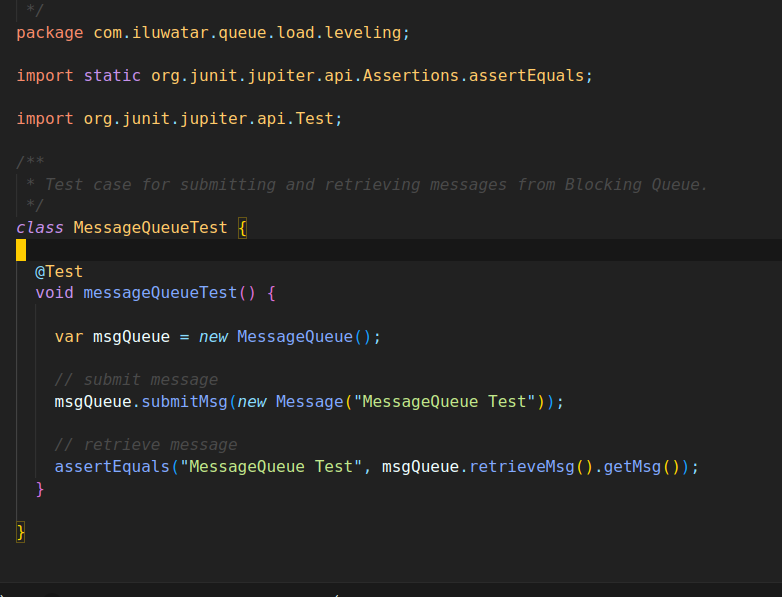 */
package com.iluwatar.queue.load.leveling;
import static org.junit.jupiter.api.Assertions.assertEquals;
import org.junit.jupiter.api.Test;
/**
* Test case for submitting and retrieving messages from Blocking Queue.
*/
class MessageQueueTest {
@Test
void messageQueueTest() {
var msgQueue = new MessageQueue();
// submit message
msgQueue.submitMsg(new Message("MessageQueue Test"));
// retrieve message
assertEquals("MessageQueue Test", msgQueue.retrieveMsg().getMsg());
}
}